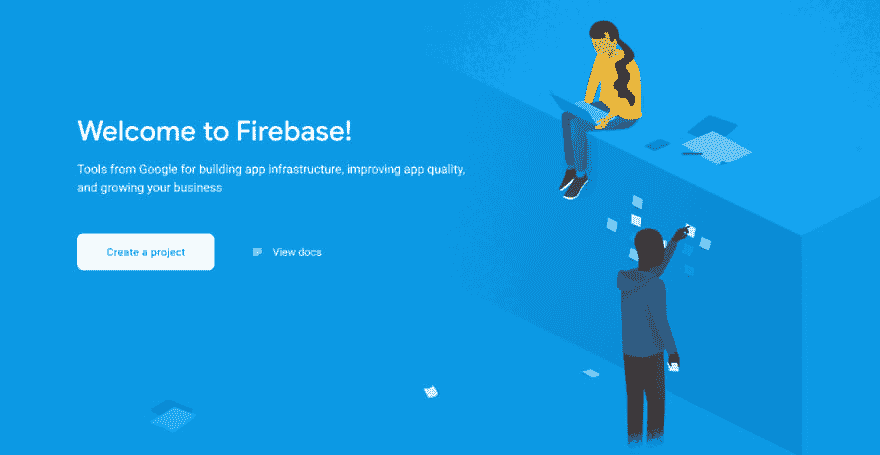 Welcome to Firebase!
Tools from Google for building app infrastructure, improving app quality,
and growing your business
Create a project
View docs